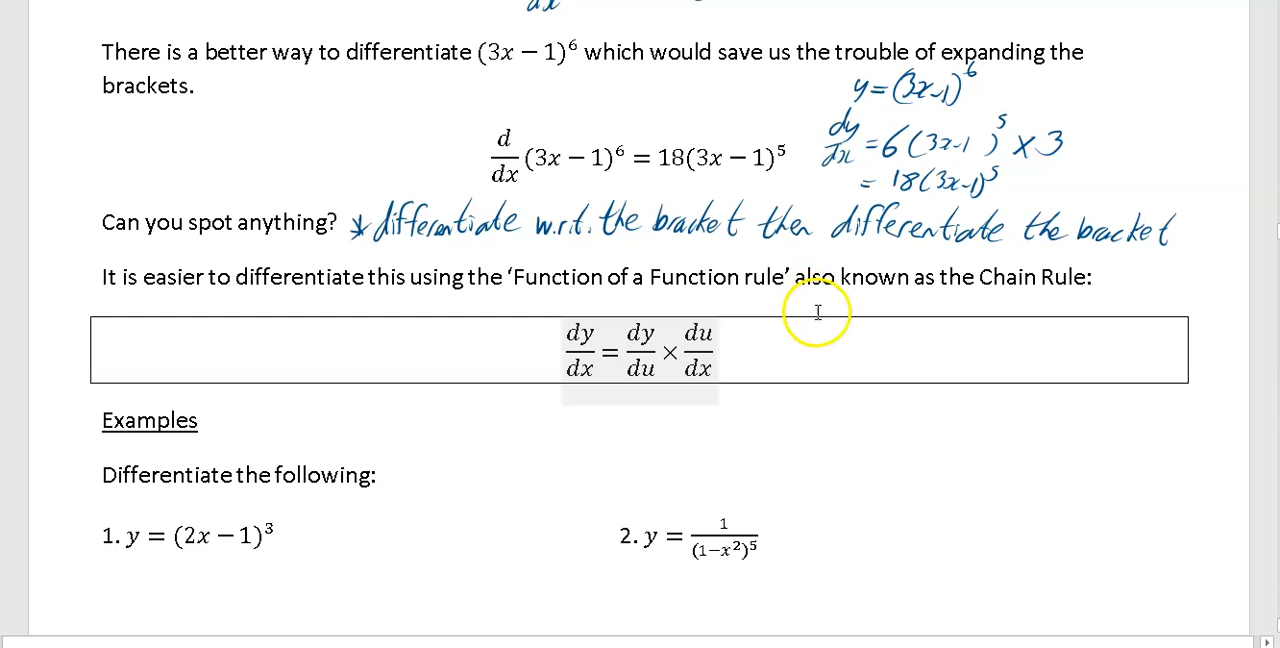 dx
There is a better way to differentiate (3x − 1)⁶ which would save us the trouble of expanding the
brackets.
y = (3x-1)⁶
d/dx (3x − 1)⁶ = 18(3x − 1)⁵
dy/dx = 6(3x-1)⁵ × 3
= 18(3x-1)⁵
Can you spot anything? * differentiate w.r.t. the bracket then differentiate the bracket
It is easier to differentiate this using the ‘Function of a Function rule’ also known as the Chain Rule:
dy/dx = dy/du × du/dx
Examples
Differentiate the following:
1. y = (2x − 1)³
2. y = 1/(1−x²)⁵